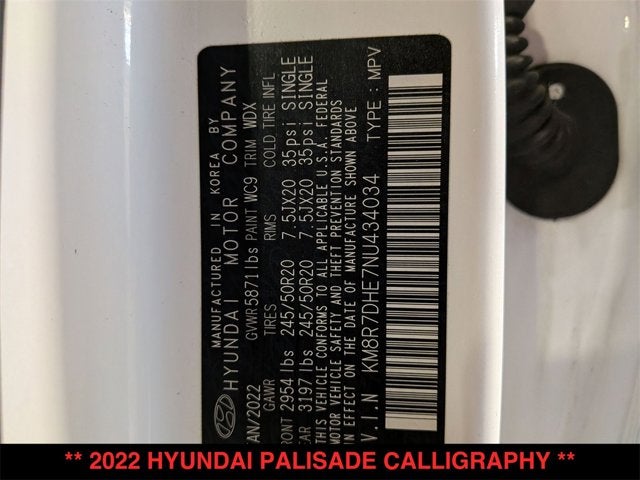 MANUFACTURED IN KOREA BY
HYUNDAI MOTOR COMPANY
AN/2022 GVWR5871lbs PAINT WC9 TRIM WDX
GAWR TIRES RIMS COLD TIRE INFL
RONT 2954 lbs 245/50R20 7.5JX20 35psi SINGLE
EAR 3197 lbs 245/50R20 7.5JX20 35psi SINGLE
THIS VEHICLE CONFORMS TO ALL APPLICABLE U.S.A. FEDERAL
MOTOR VEHICLE SAFETY AND THEFT PREVENTION STANDARDS
IN EFFECT ON THE DATE OF MANUFACTURE SHOWN ABOVE
V.I.N KM8R7DHE7NU434034 TYPE : MPV
** 2022 HYUNDAI PALISADE CALLIGRAPHY **